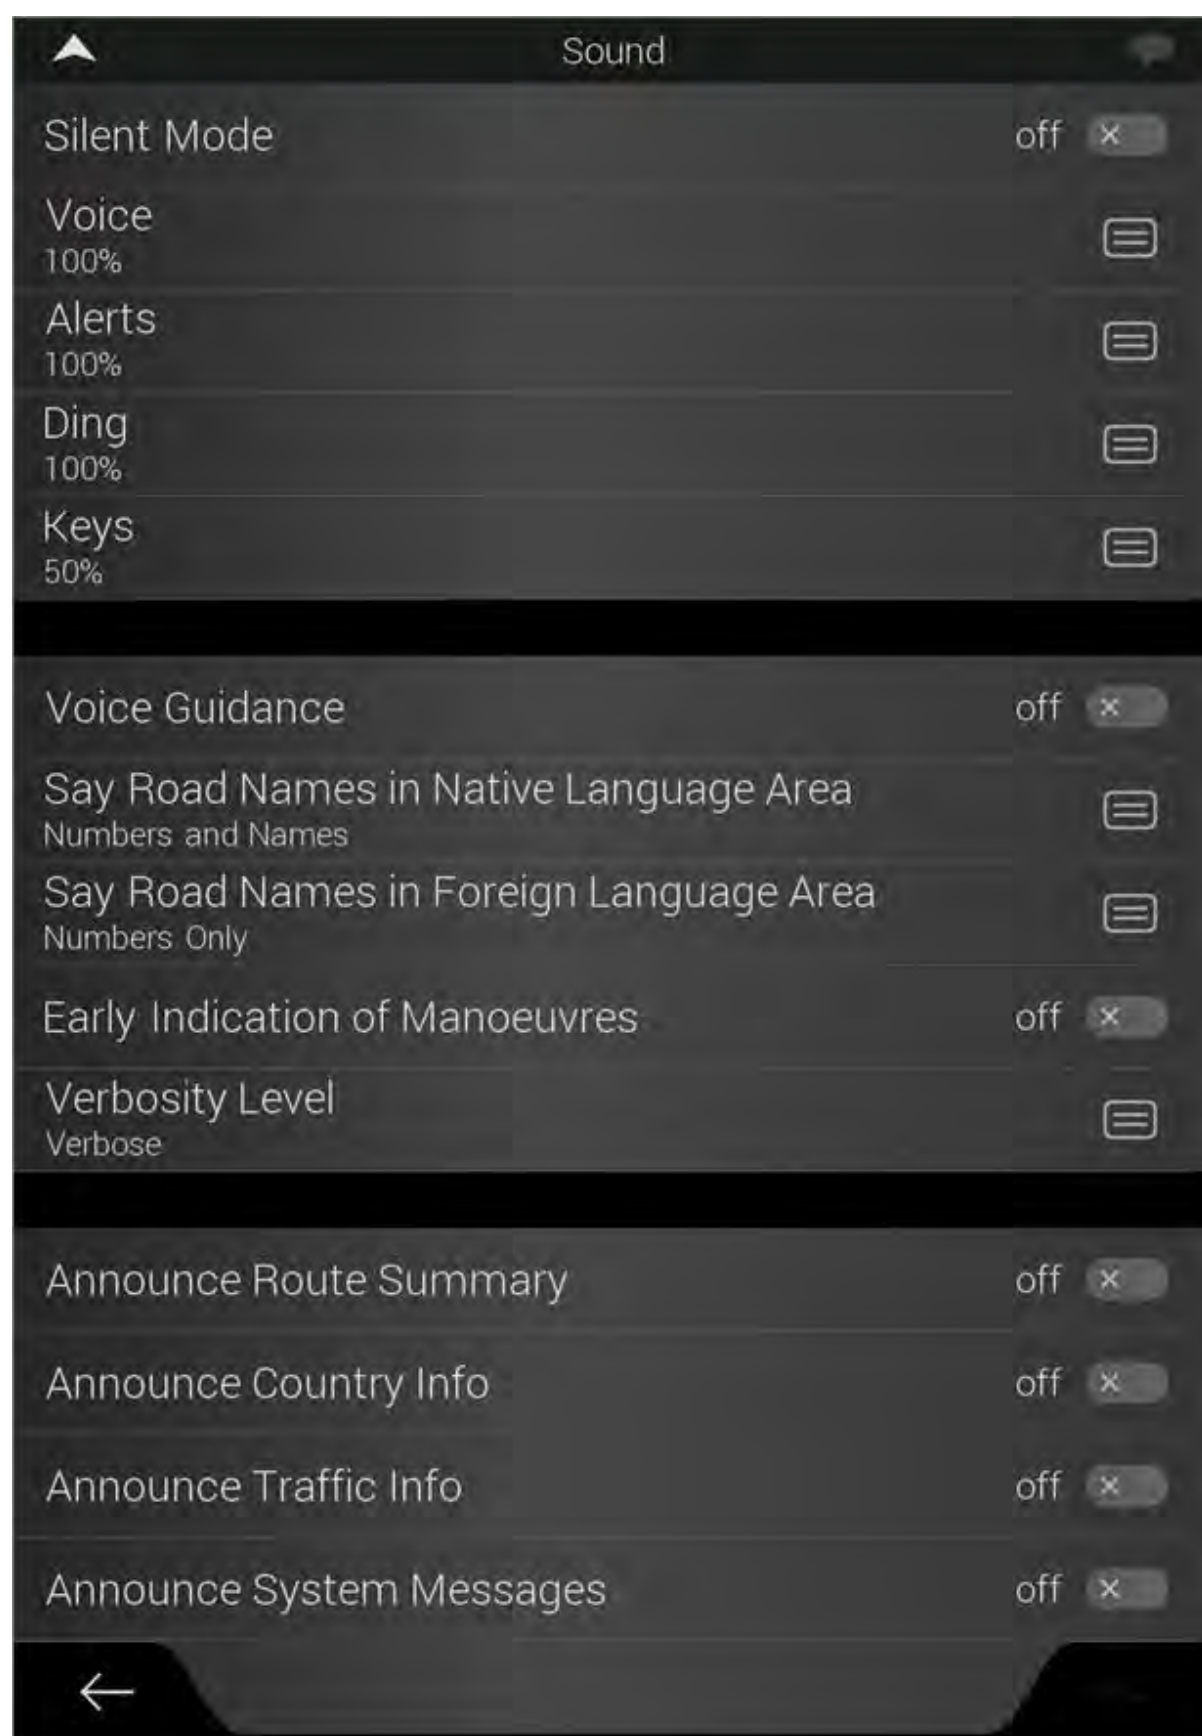 Sound
Silent Mode off
Voice
100%
Alerts
100%
Ding
100%
Keys
50%
Voice Guidance off
Say Road Names in Native Language Area
Numbers and Names
Say Road Names in Foreign Language Area
Numbers Only
Early Indication of Manoeuvres off
Verbosity Level
Verbose
Announce Route Summary off
Announce Country Info off
Announce Traffic Info off
Announce System Messages off